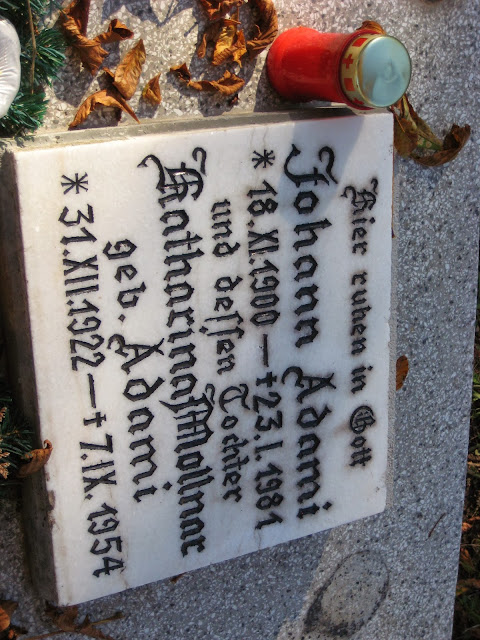 Hier ruhen in Gott
Johann Adami
* 18.XI.1900 — † 23.I.1981
und dessen Tochter
Katharina Mollnar
geb. Adami
* 31.XII.1922 — † 7.IX.1954